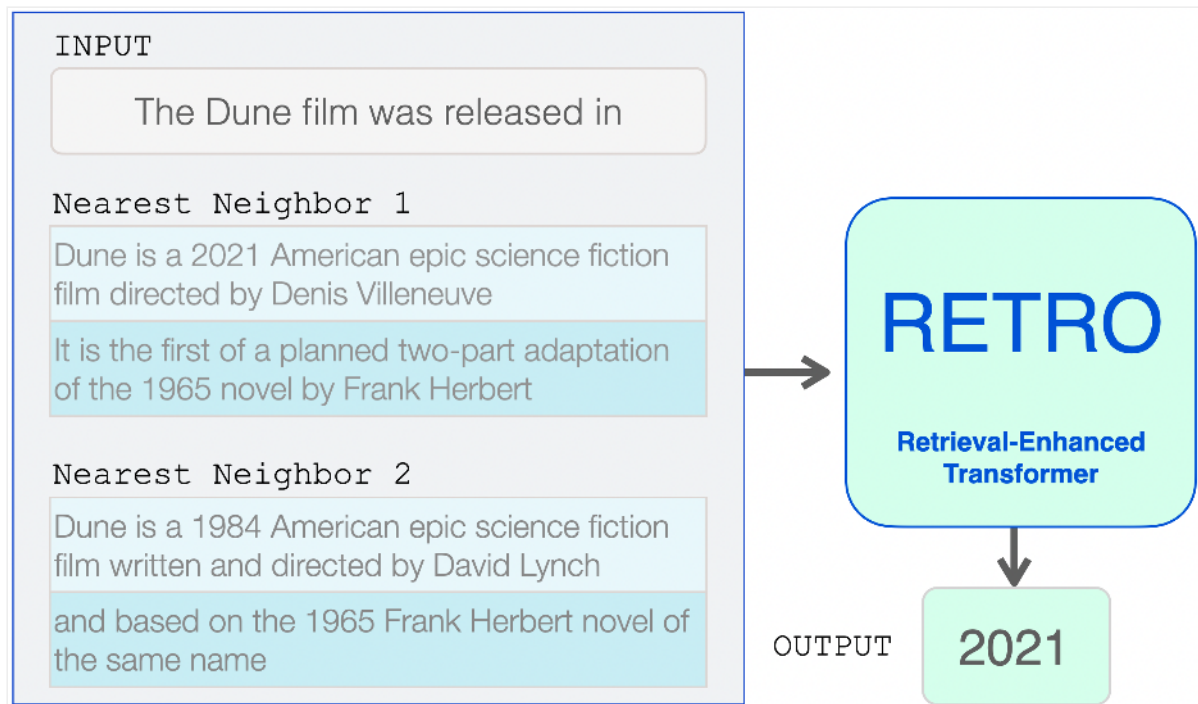 INPUT
The Dune film was released in
Nearest Neighbor 1
Dune is a 2021 American epic science fiction
film directed by Denis Villeneuve
It is the first of a planned two-part adaptation
of the 1965 novel by Frank Herbert
Nearest Neighbor 2
Dune is a 1984 American epic science fiction
film written and directed by David Lynch
and based on the 1965 Frank Herbert novel of
the same name
RETRO
Retrieval-Enhanced
Transformer
OUTPUT
2021